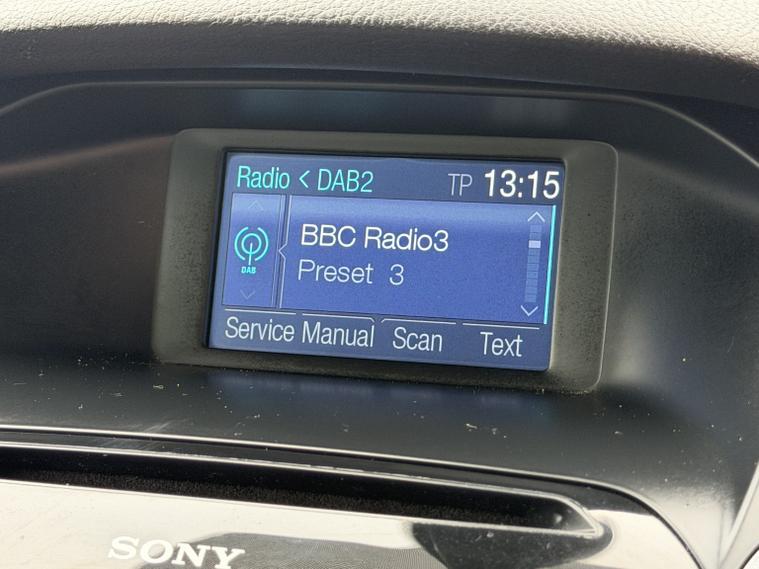 Radio < DAB2 TP 13:15
BBC Radio3
DAB
Preset 3
Service Manual Scan Text
SONY